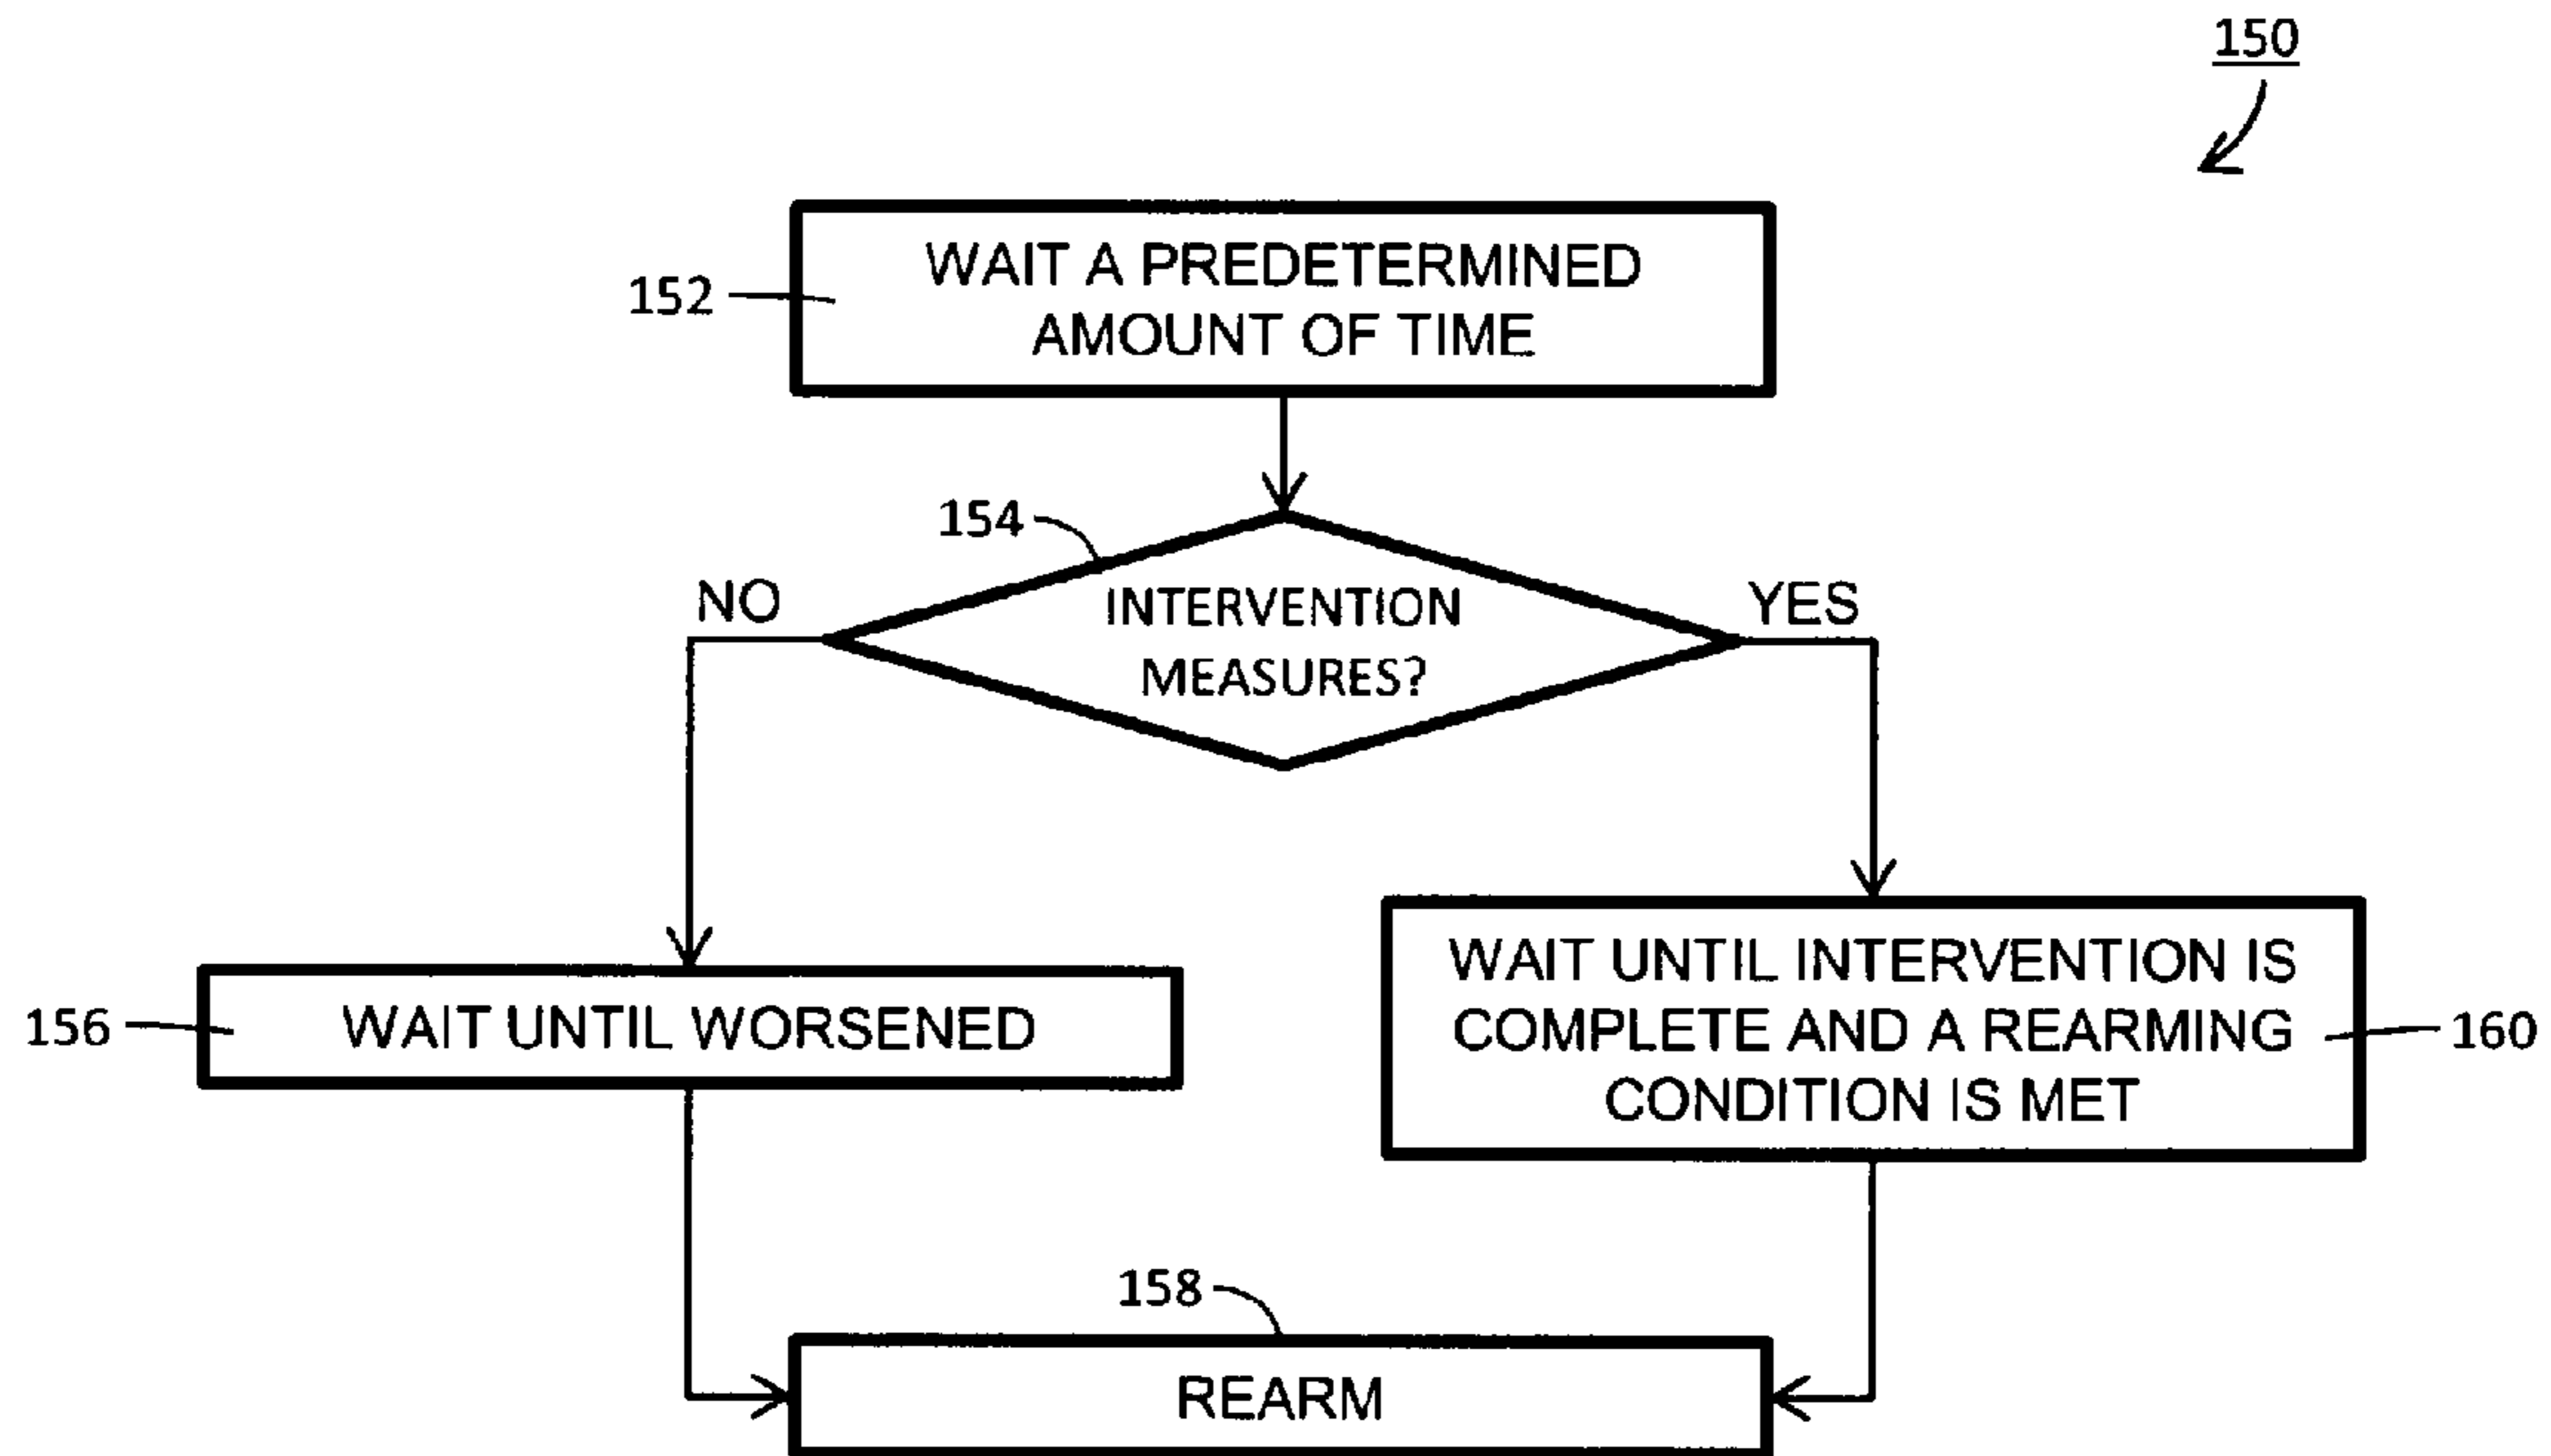 150
WAIT A PREDETERMINED
AMOUNT OF TIME
152
154
NO
INTERVENTION
MEASURES?
YES
156
WAIT UNTIL WORSENED
WAIT UNTIL INTERVENTION IS
COMPLETE AND A REARMING
CONDITION IS MET
160
158
REARM